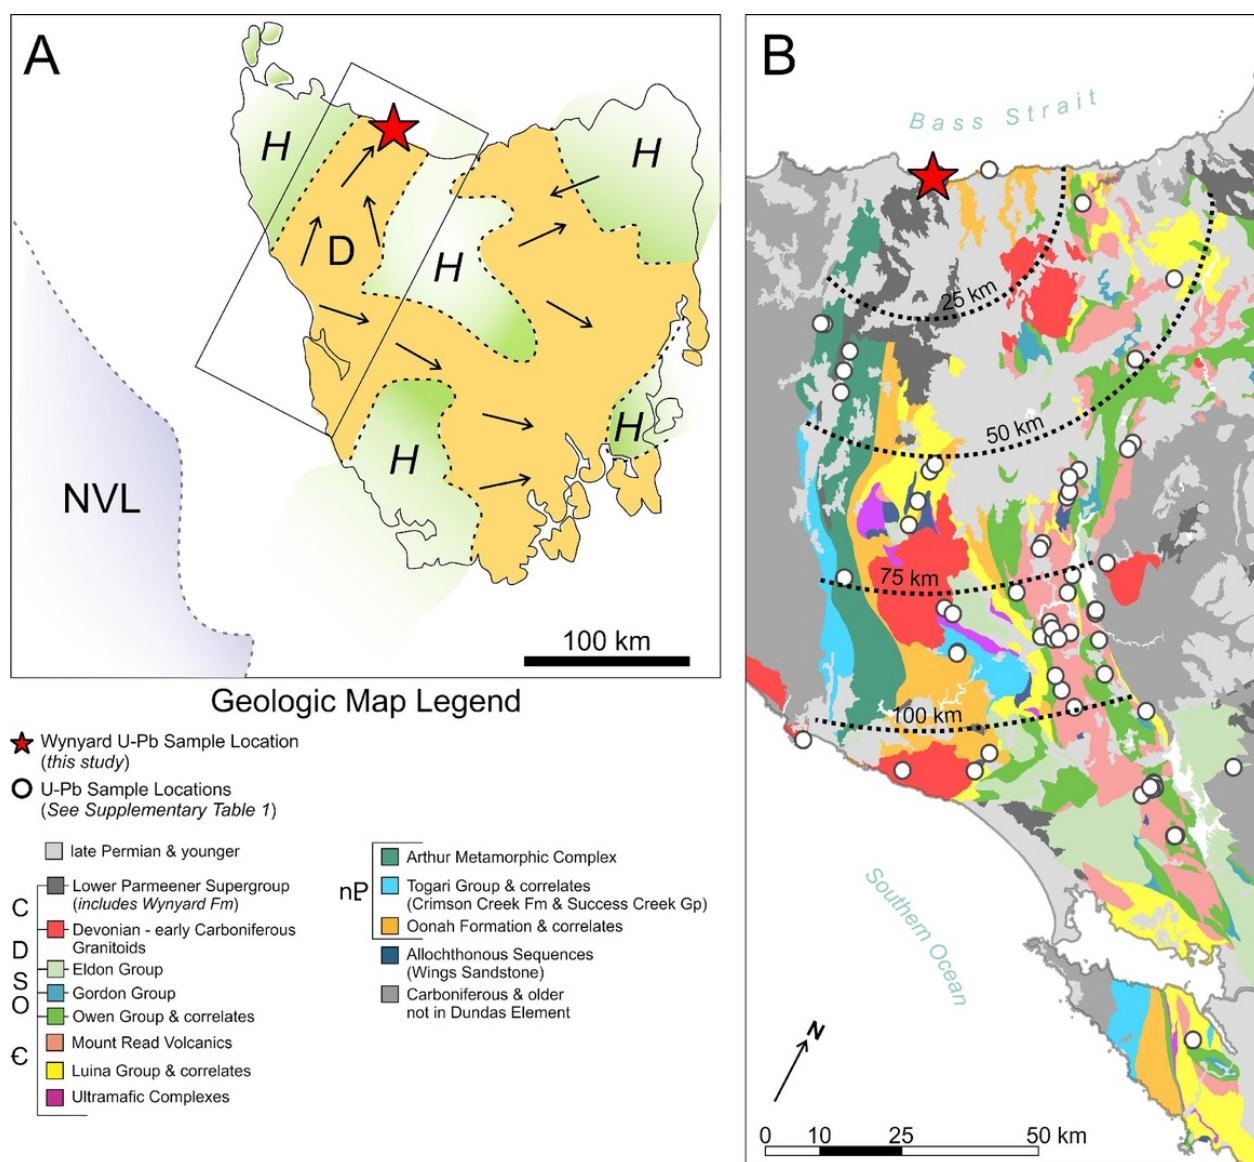 A
H
H
D
H
H
H
NVL
100 km
B
Bass Strait
25 km
50 km
75 km
100 km
Southern Ocean
N
0 10 25 50 km
Geologic Map Legend
Wynyard U-Pb Sample Location
(this study)
U-Pb Sample Locations
(See Supplementary Table 1)
late Permian & younger
C
D
S
O
Є
Lower Parmeener Supergroup
(includes Wynyard Fm)
Devonian - early Carboniferous
Granitoids
Eldon Group
Gordon Group
Owen Group & correlates
Mount Read Volcanics
Luina Group & correlates
Ultramafic Complexes
nP
Arthur Metamorphic Complex
Togari Group & correlates
(Crimson Creek Fm & Success Creek Gp)
Oonah Formation & correlates
Allochthonous Sequences
(Wings Sandstone)
Carboniferous & older
not in Dundas Element